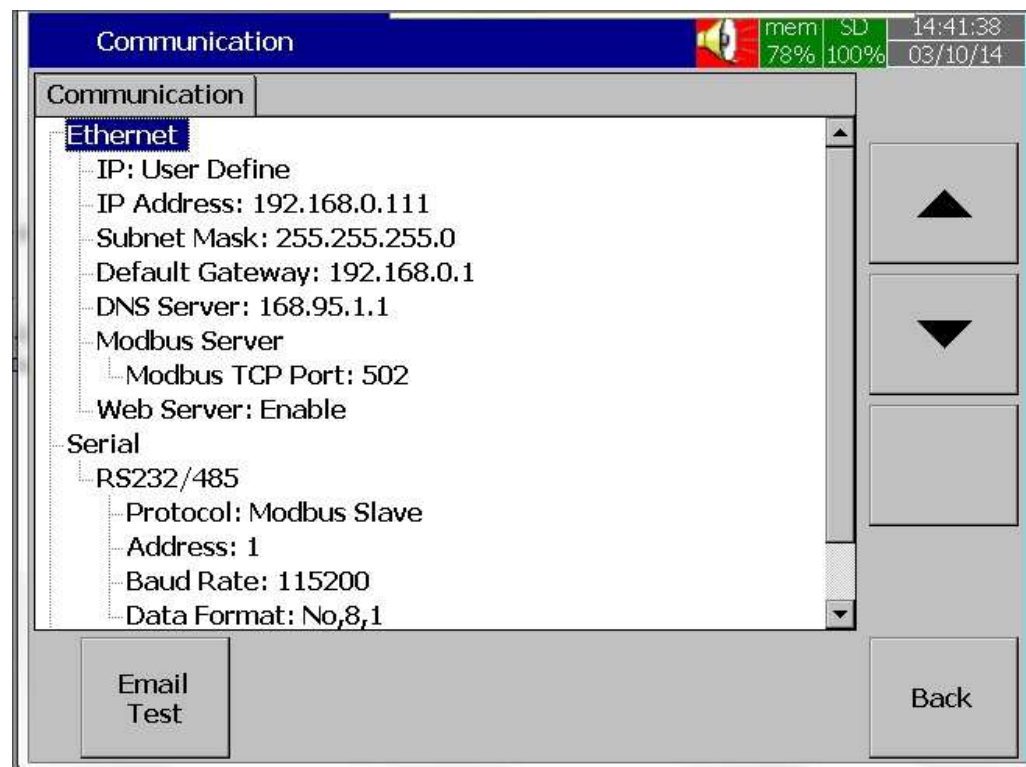 Communication
mem SD 14:41:38
78% 100% 03/10/14
Communication
Ethernet
IP: User Define
IP Address: 192.168.0.111
Subnet Mask: 255.255.255.0
Default Gateway: 192.168.0.1
DNS Server: 168.95.1.1
Modbus Server
Modbus TCP Port: 502
Web Server: Enable
Serial
RS232/485
Protocol: Modbus Slave
Address: 1
Baud Rate: 115200
Data Format: No,8,1
Email
Test
Back